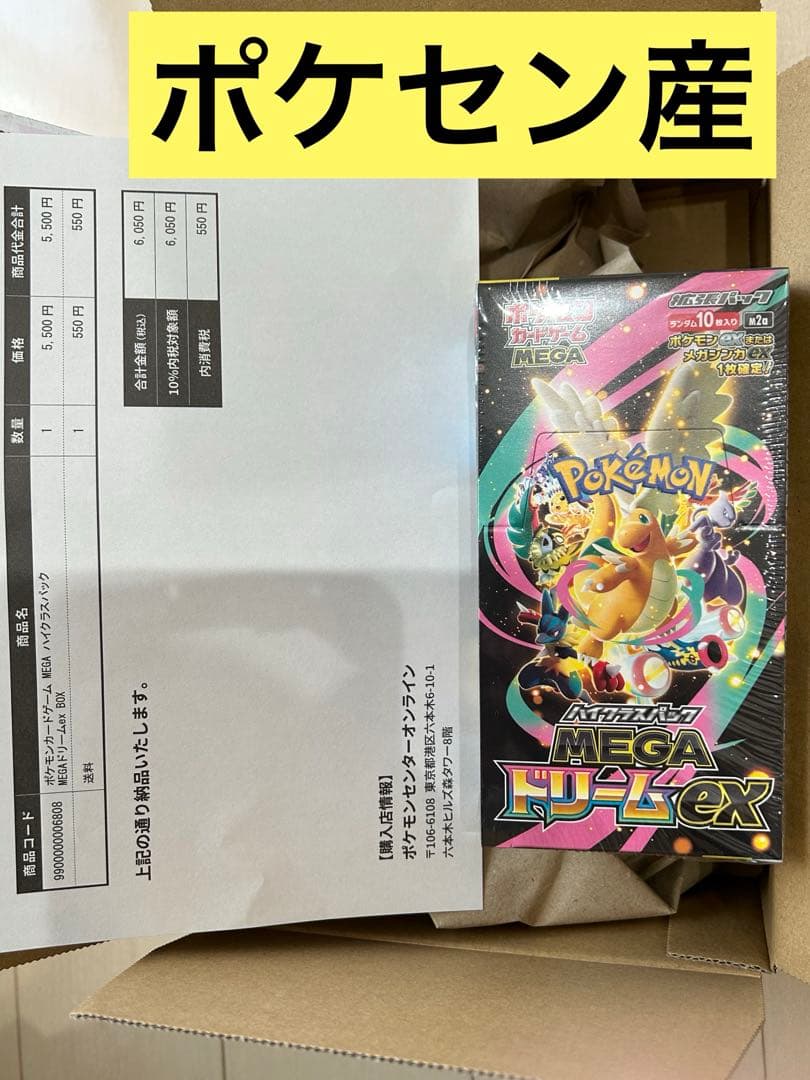 ポケセン産
商品コード 商品名 数量 価格 商品代金合計
9900000006808 ポケモンカードゲーム MEGA ハイクラスパック 1 5,500 円 5,500 円
MEGAドリームex BOX
送料 1 550 円 550 円
合計金額(税込) 6,050 円
10%内税対象額 6,050 円
内消費税 550 円
上記の通り納品いたします。
【購入店情報】
ポケモンセンターオンライン
〒106-6108 東京都港区六本木6-10-1
六本木ヒルズ森タワー8階
拡張パック
ポケモン
カードゲーム
MEGA
ランダム10枚入り M2a
ポケモンexまたは
メガシンカex
1枚確定!
POKéMON
ハイクラスパック
MEGA
ドリームex